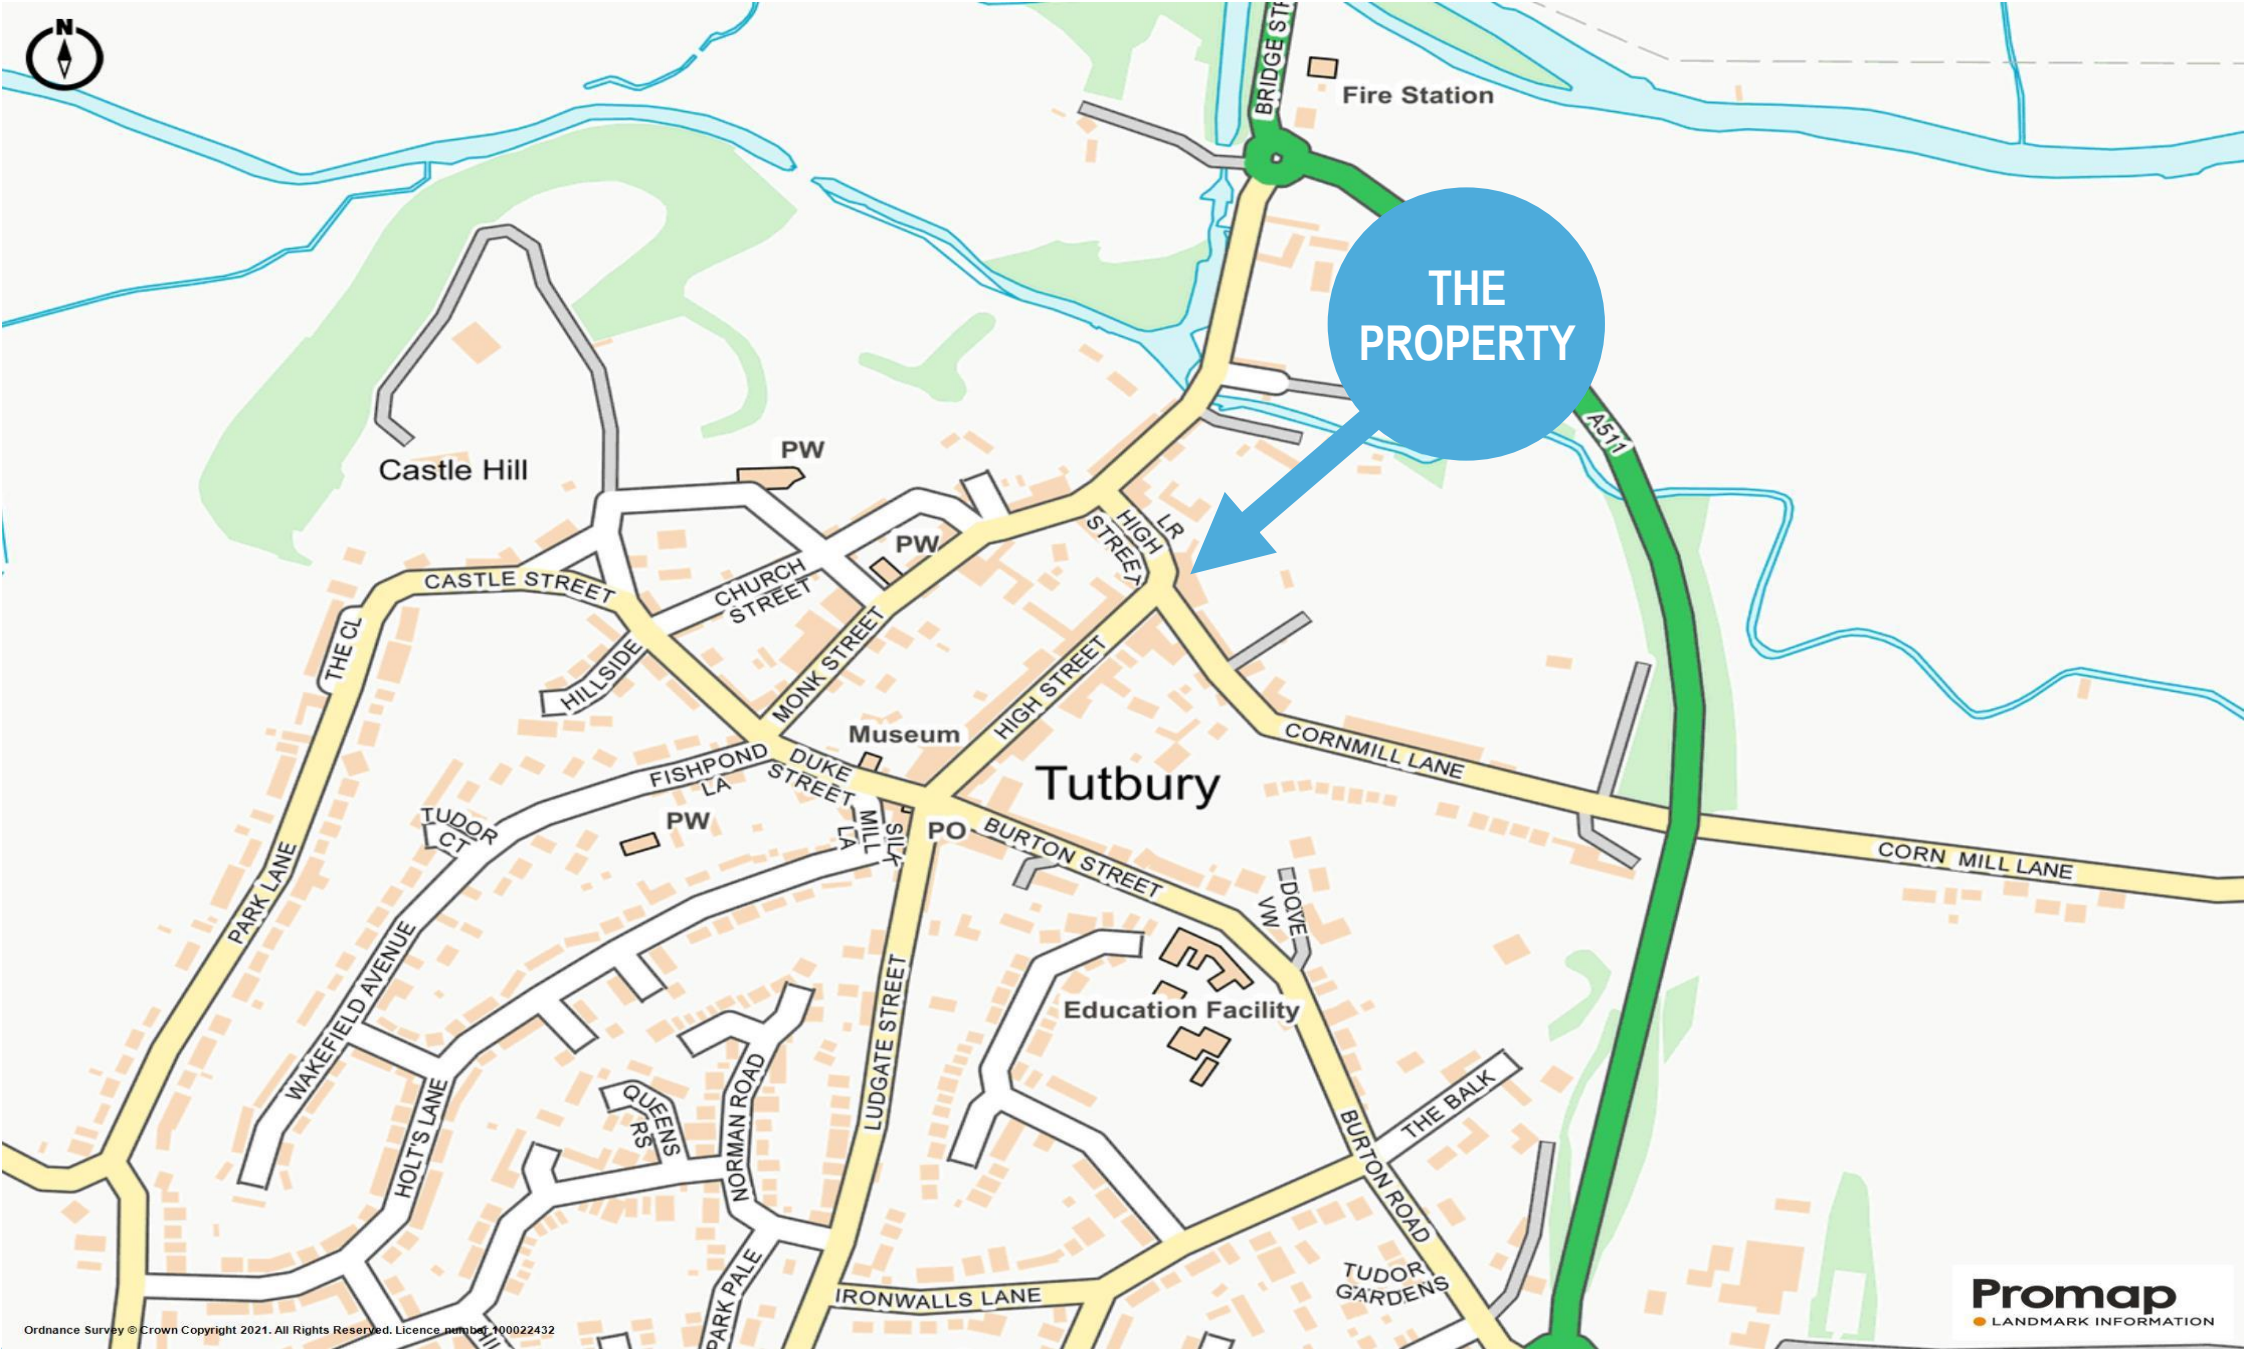 N
BRIDGE STR
Fire Station
THE
PROPERTY
A511
PW
Castle Hill
LR
HIGH
STREET
PW
CASTLE STREET
CHURCH
STREET
THE CL
HILLSIDE
MONK STREET
HIGH STREET
Museum
FISHPOND
LA
DUKE
STREET
CORNMILL LANE
Tutbury
TUDOR
CT
PW
MILL
LA
SILK
PO
BURTON STREET
CORN MILL LANE
PARK LANE
DOVE
VW
WAKEFIELD AVENUE
LUDGATE STREET
Education Facility
QUEENS
RS
NORMAN ROAD
THE BALK
HOLT'S LANE
BURTON ROAD
PARK PALE
IRONWALLS LANE
TUDOR
GARDENS
Promap
LANDMARK INFORMATION
Ordnance Survey © Crown Copyright 2021. All Rights Reserved. Licence number 100022432